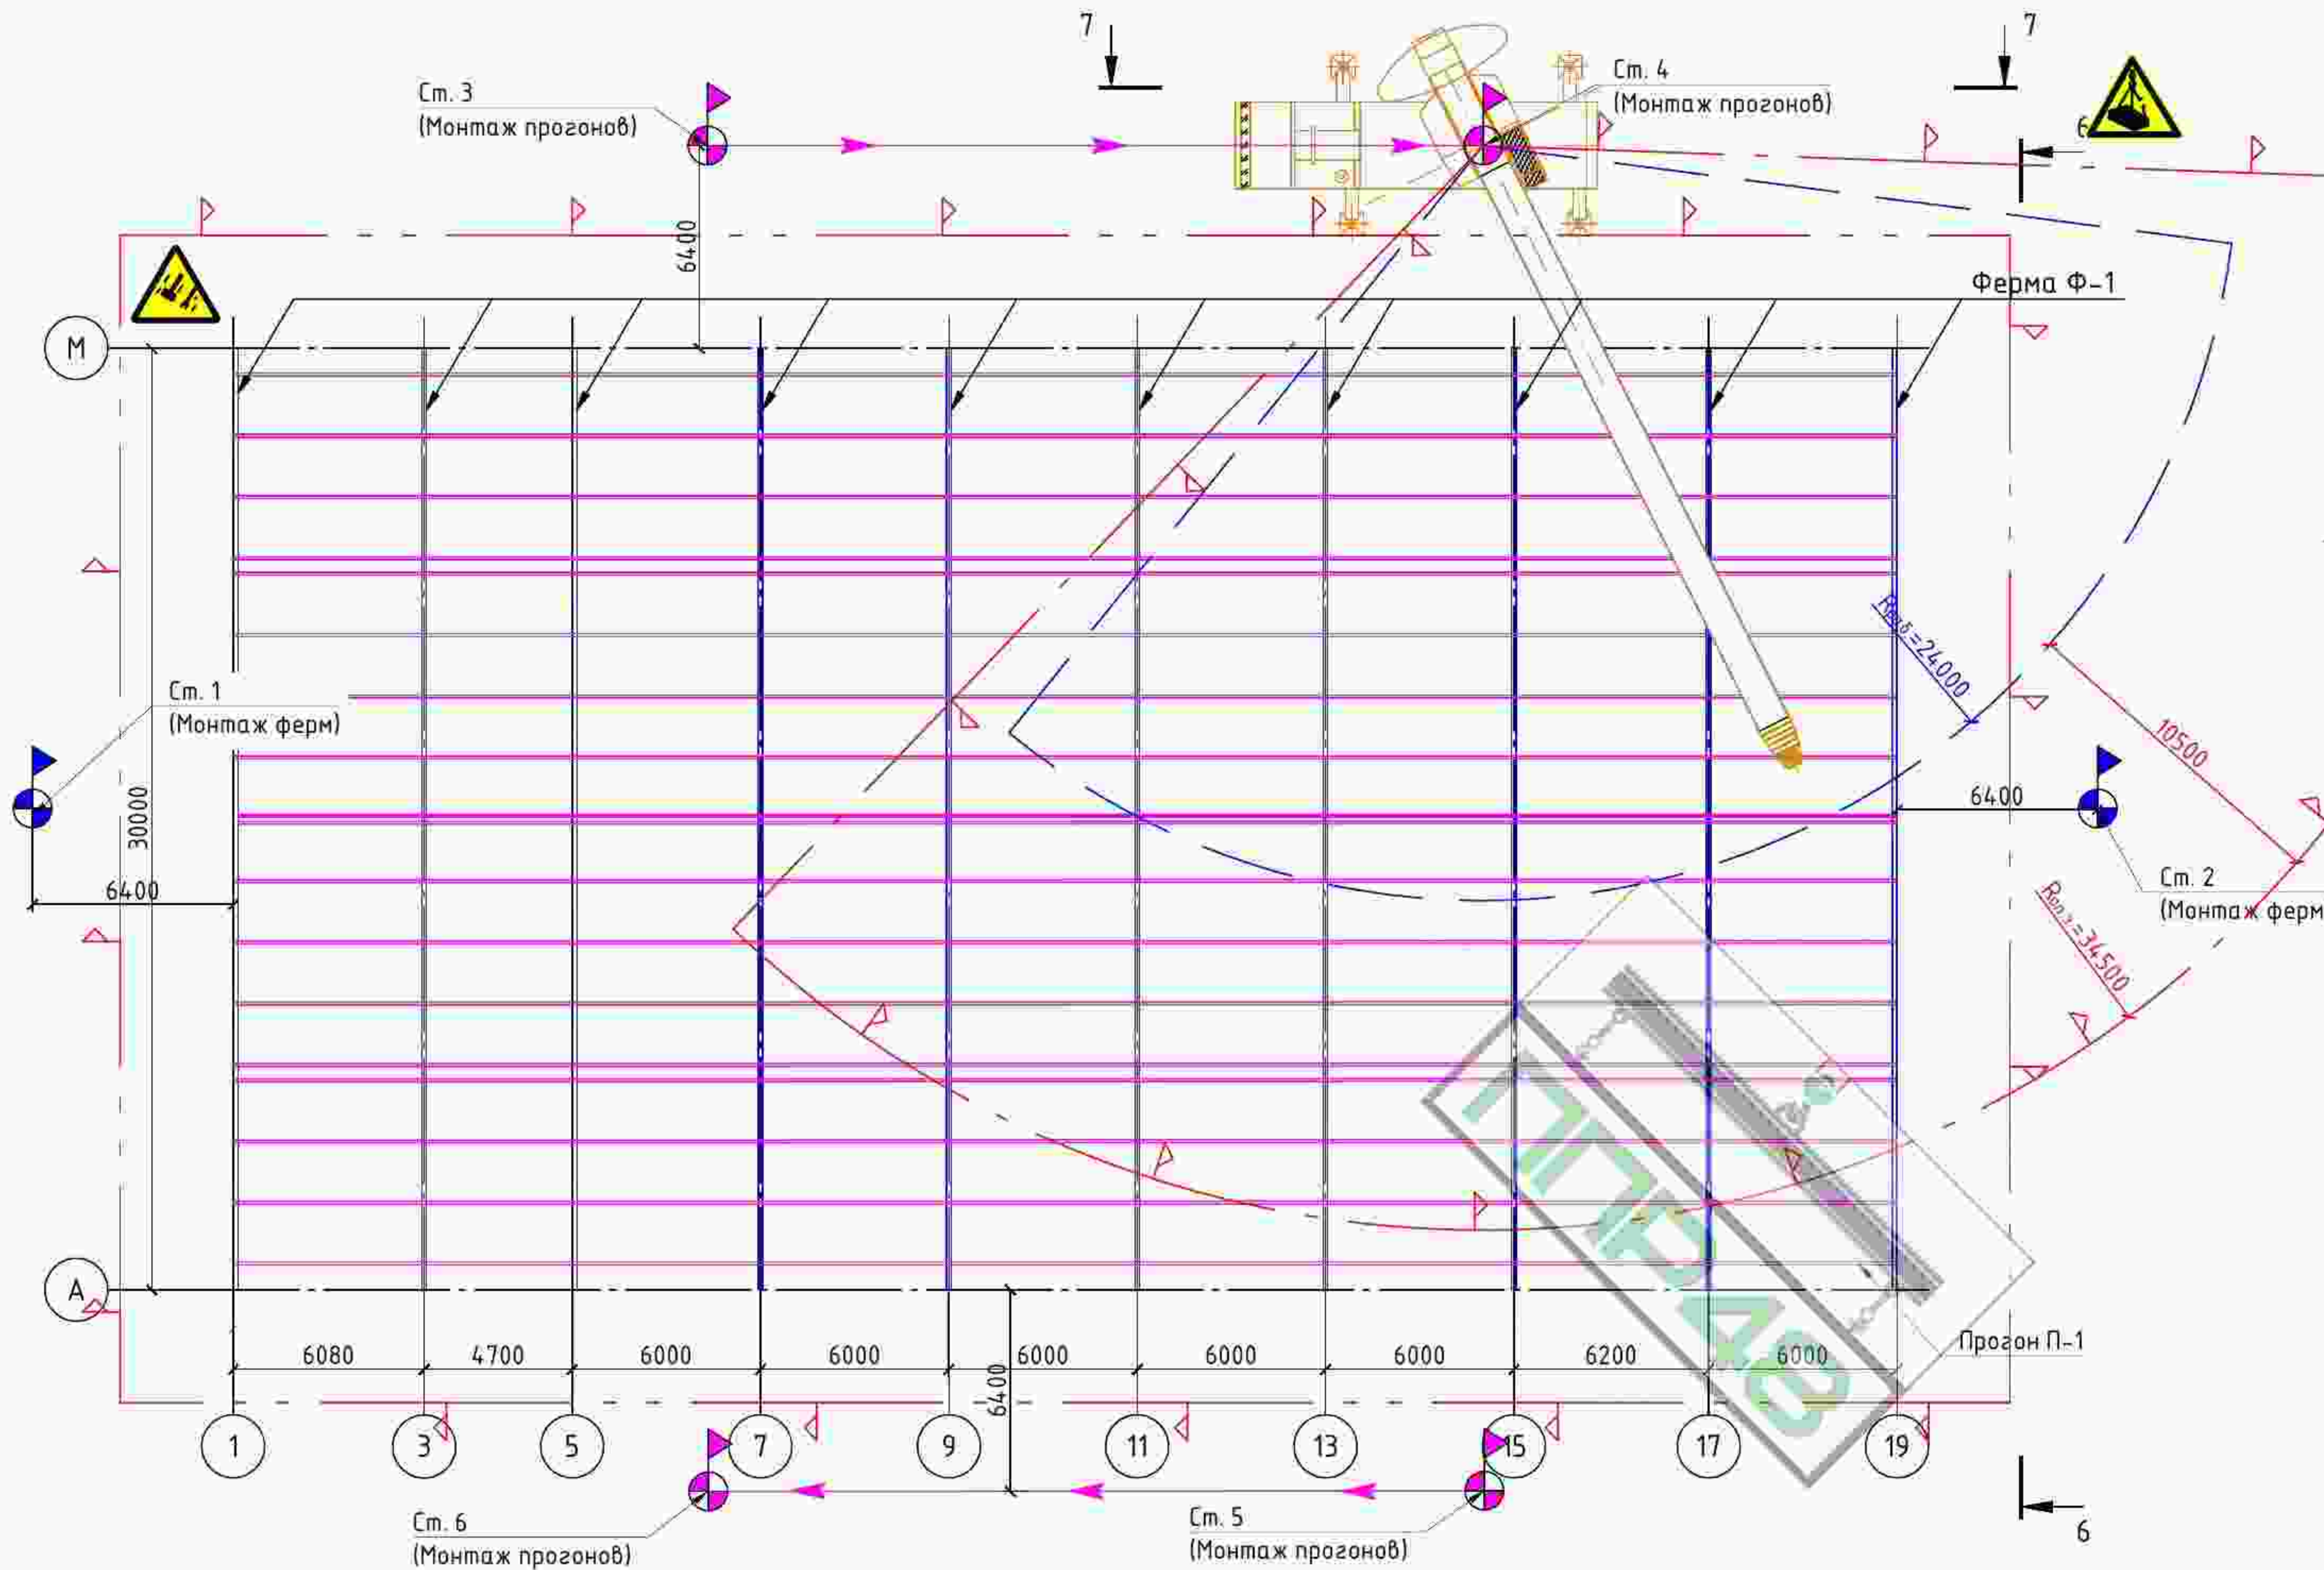 7
7
Ст. 3
(Монтаж прогонов)
Ст. 4
(Монтаж прогонов)
6
6400
Ферма Ф-1
М
Rраб.=24000
Ст. 1
(Монтаж ферм)
10500
6400
30000
6400
Ст. 2
(Монтаж ферм
Rоп.з.=34500
ППР48
А
Прогон П-1
6080
4700
6000
6000
6000
6000
6000
6200
6000
6400
1
3
5
7
9
11
13
15
17
19
Ст. 6
(Монтаж прогонов)
Ст. 5
(Монтаж прогонов)
6